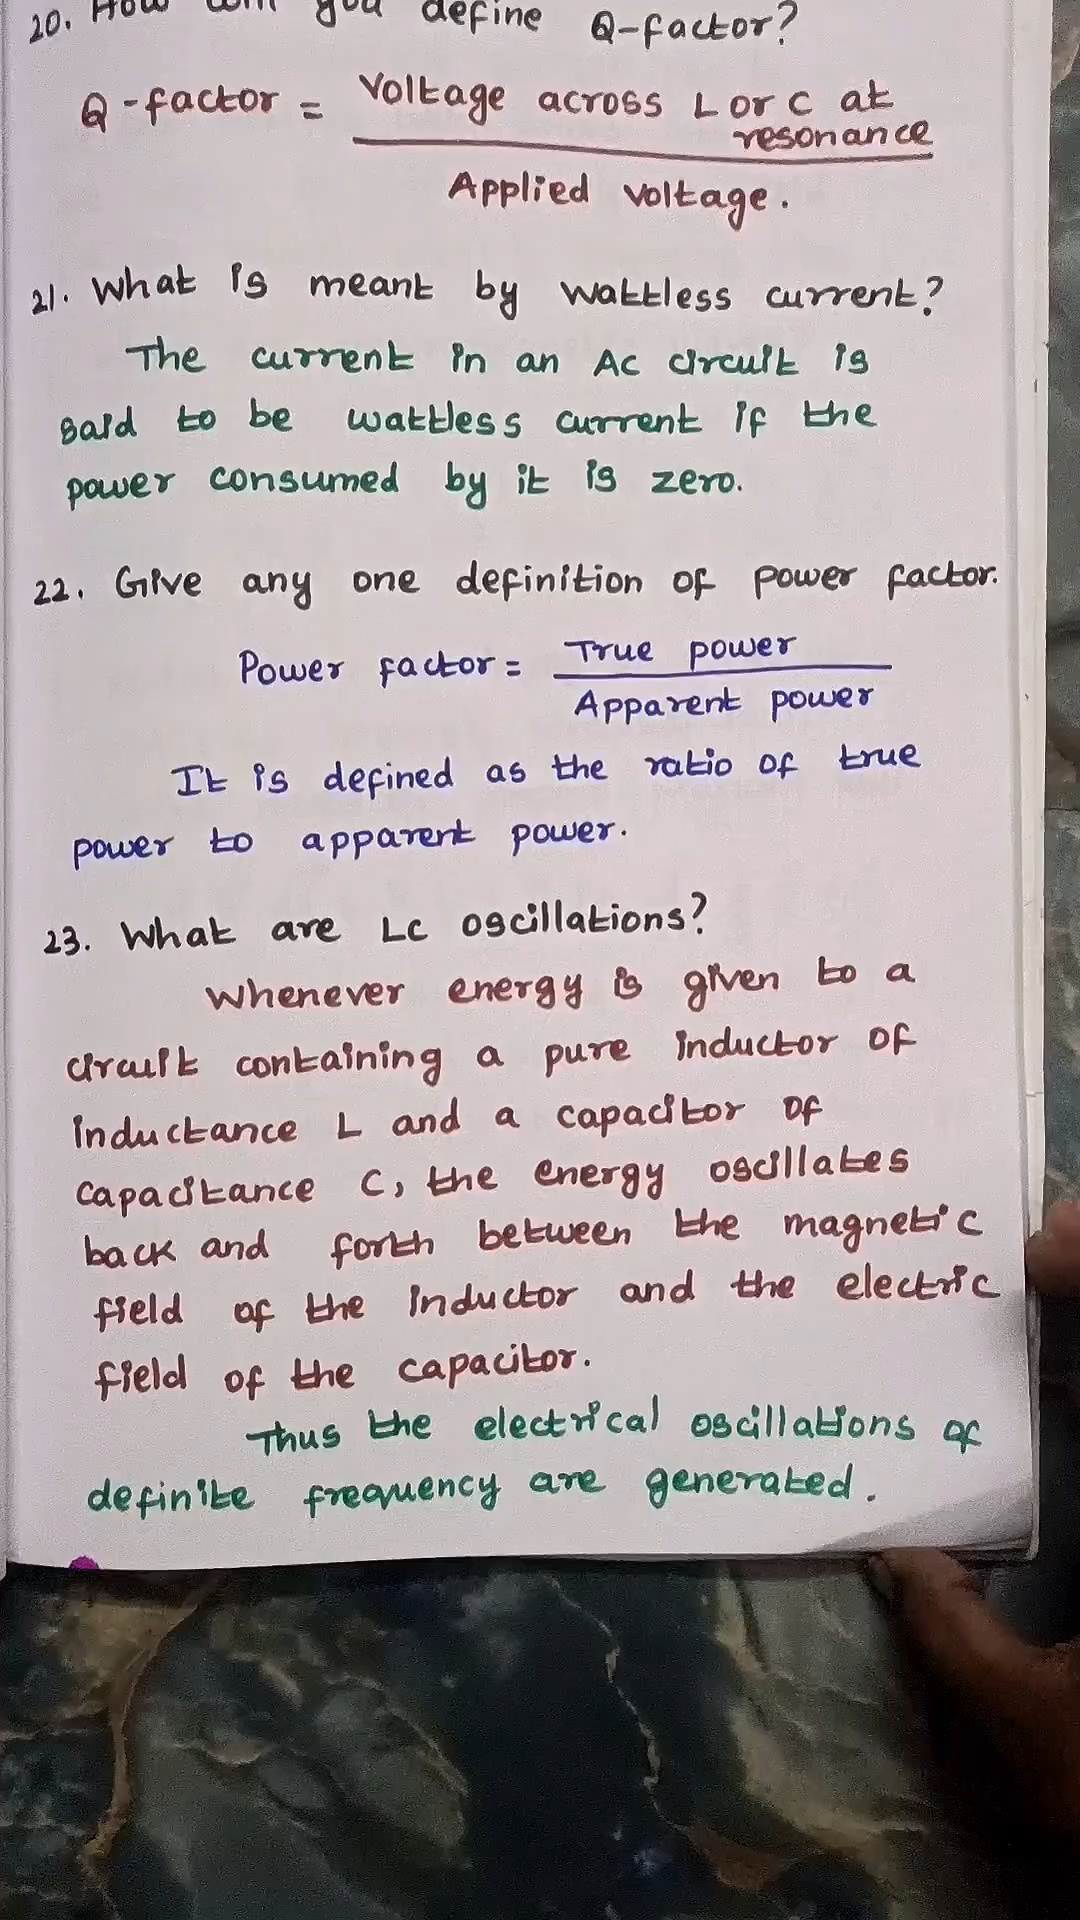 20. How will you define Q-factor?
Q-factor = Voltage across L or C at
resonance
Applied voltage.
21. What is meant by wattless current?
The current in an AC circuit is
said to be wattless current if the
power consumed by it is zero.
22. Give any one definition of power factor.
Power factor = True power
Apparent power
It is defined as the ratio of true
power to apparent power.
23. What are LC oscillations?
Whenever energy is given to a
circuit containing a pure inductor of
inductance L and a capacitor of
capacitance C, the energy oscillates
back and forth between the magnetic
field of the inductor and the electric
field of the capacitor.
Thus the electrical oscillations of
definite frequency are generated.